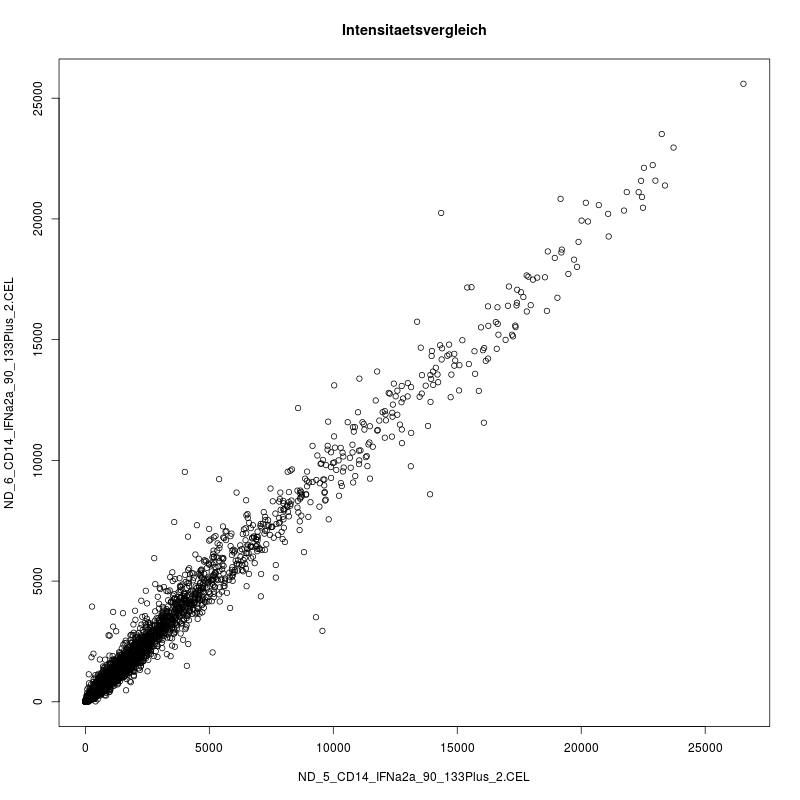 Intensitaetsvergleich
ND_6_CD14_IFNa2a_90_133Plus_2.CEL
25000
20000
15000
10000
5000
0
0 5000 10000 15000 20000 25000
ND_5_CD14_IFNa2a_90_133Plus_2.CEL